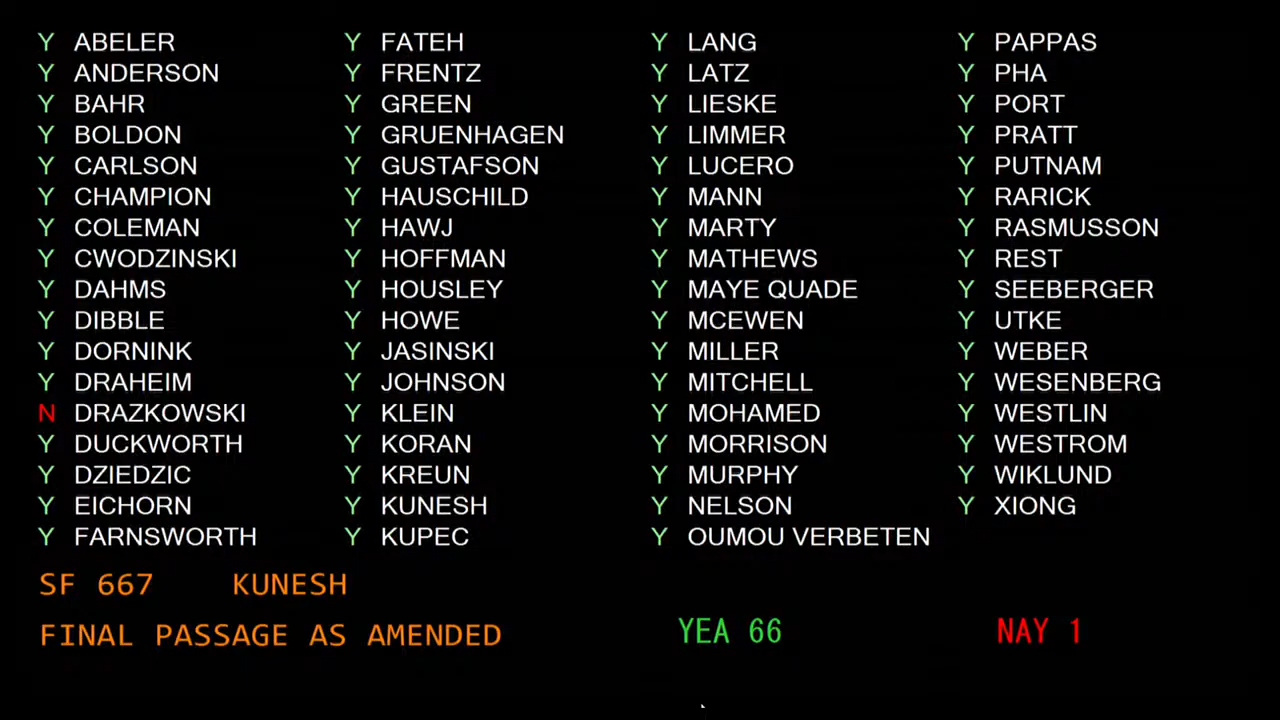 Y ABELER Y FATEH Y LANG Y PAPPAS
Y ANDERSON Y FRENTZ Y LATZ Y PHA
Y BAHR Y GREEN Y LIESKE Y PORT
Y BOLDON Y GRUENHAGEN Y LIMMER Y PRATT
Y CARLSON Y GUSTAFSON Y LUCERO Y PUTNAM
Y CHAMPION Y HAUSCHILD Y MANN Y RARICK
Y COLEMAN Y HAWJ Y MARTY Y RASMUSSON
Y CWODZINSKI Y HOFFMAN Y MATHEWS Y REST
Y DAHMS Y HOUSLEY Y MAYE QUADE Y SEEBERGER
Y DIBBLE Y HOWE Y MCEWEN Y UTKE
Y DORNINK Y JASINSKI Y MILLER Y WEBER
Y DRAHEIM Y JOHNSON Y MITCHELL Y WESENBERG
N DRAZKOWSKI Y KLEIN Y MOHAMED Y WESTLIN
Y DUCKWORTH Y KORAN Y MORRISON Y WESTROM
Y DZIEDZIC Y KREUN Y MURPHY Y WIKLUND
Y EICHORN Y KUNESH Y NELSON Y XIONG
Y FARNSWORTH Y KUPEC Y OUMOU VERBETEN
SF 667 KUNESH
FINAL PASSAGE AS AMENDED YEA 66 NAY 1